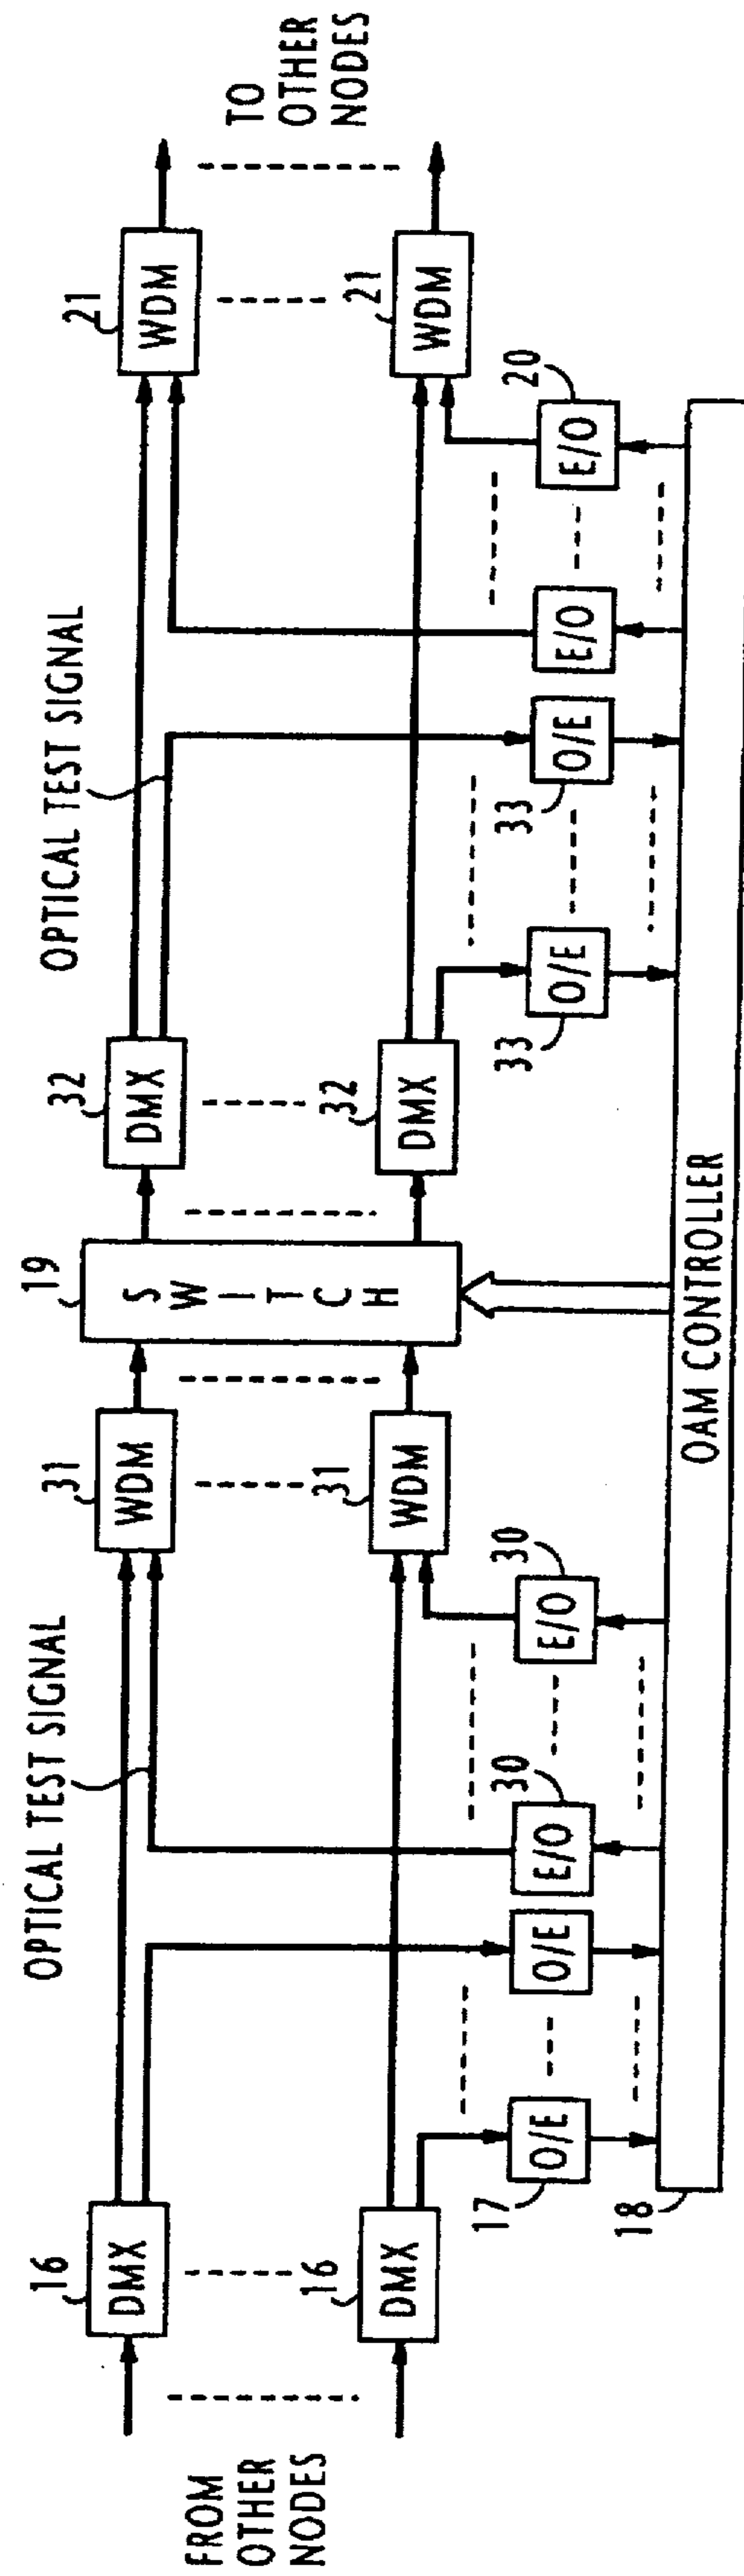 FROM
OTHER
NODES
16
DMX
16
DMX
17
O/E
O/E
18
OPTICAL TEST SIGNAL
30
E/O
30
E/O
31
WDM
31
WDM
19
SWITCH
OAM CONTROLLER
32
DMX
32
DMX
OPTICAL TEST SIGNAL
33
O/E
33
O/E
E/O
20
E/O
21
WDM
21
WDM
TO
OTHER
NODES